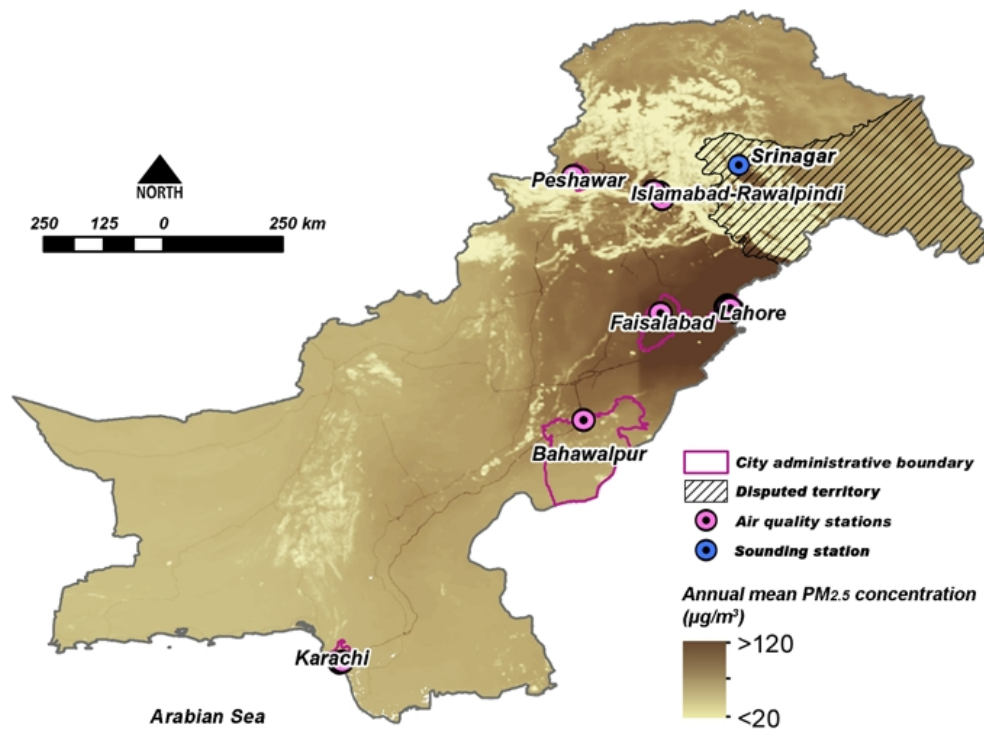 Srinagar
Peshawar
Islamabad-Rawalpindi
NORTH
250 125 0 250 km
Lahore
Faisalabad
Bahawalpur
City administrative boundary
Disputed territory
Air quality stations
Sounding station
Annual mean PM2.5 concentration
(µg/m³)
>120
<20
Karachi
Arabian Sea